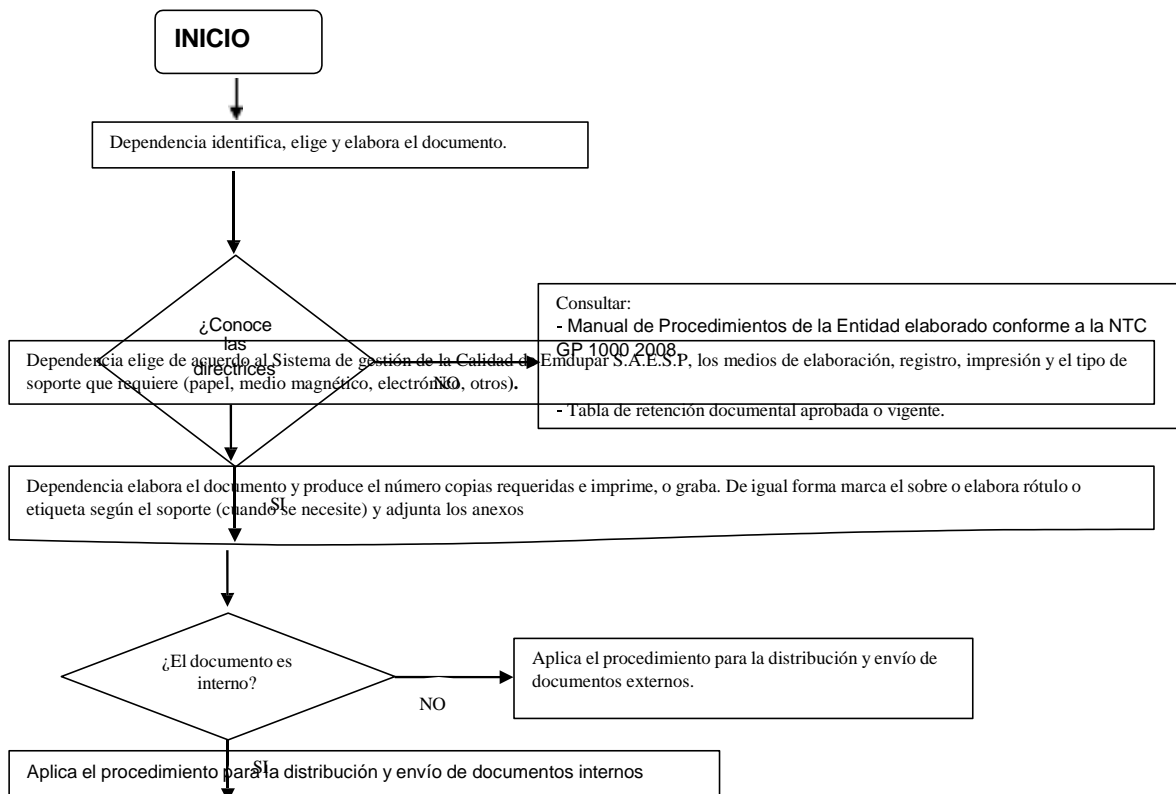 INICIO
Dependencia identifica, elige y elabora el documento.
¿Conoce
las
directrices
NO
Consultar:
- Manual de Procedimientos de la Entidad elaborado conforme a la NTC
GP 1000 2008.
- Tabla de retención documental aprobada o vigente.
Dependencia elige de acuerdo al Sistema de gestión de la Calidad de Emdupar S.A.E.S.P, los medios de elaboración, registro, impresión y el tipo de
soporte que requiere (papel, medio magnético, electrónico, otros).
Dependencia elabora el documento y produce el número copias requeridas e imprime, o graba. De igual forma marca el sobre o elabora rótulo o
etiqueta según el soporte (cuando se necesite) y adjunta los anexos
SI
¿El documento es
interno?
NO
Aplica el procedimiento para la distribución y envío de
documentos externos.
SI
Aplica el procedimiento para la distribución y envío de documentos internos